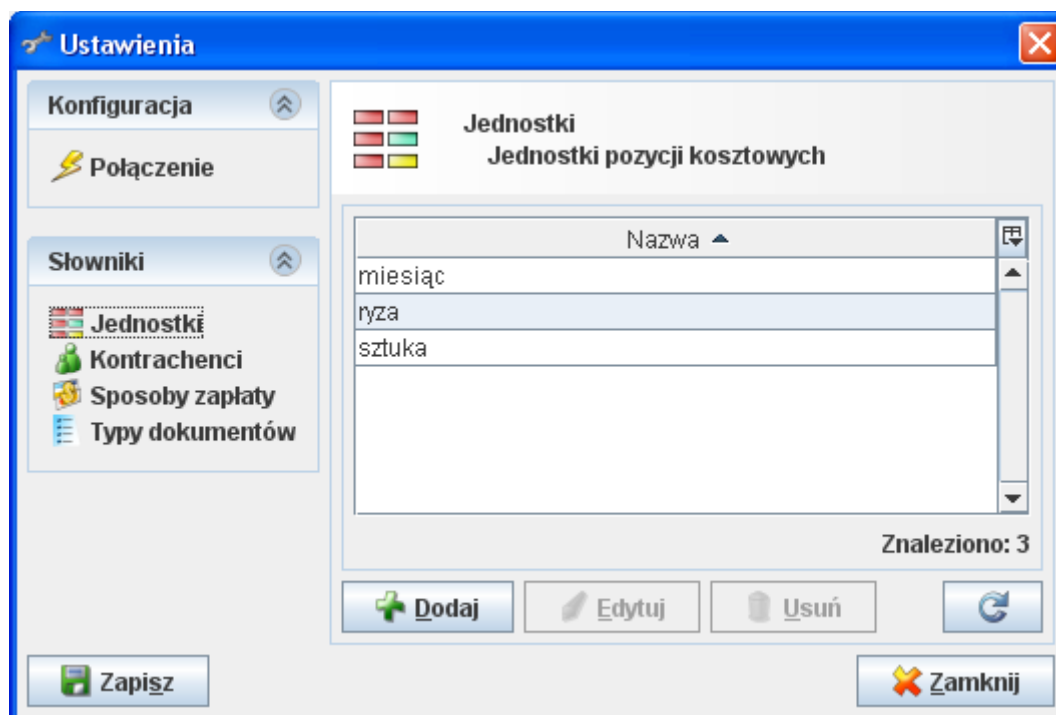 Ustawienia
Konfiguracja
Połączenie
Słowniki
Jednostki
Kontrachenci
Sposoby zapłaty
Typy dokumentów
Jednostki
Jednostki pozycji kosztowych
Nazwa
miesiąc
ryza
sztuka
Znaleziono: 3
Dodaj
Edytuj
Usuń
Zapisz
Zamknij